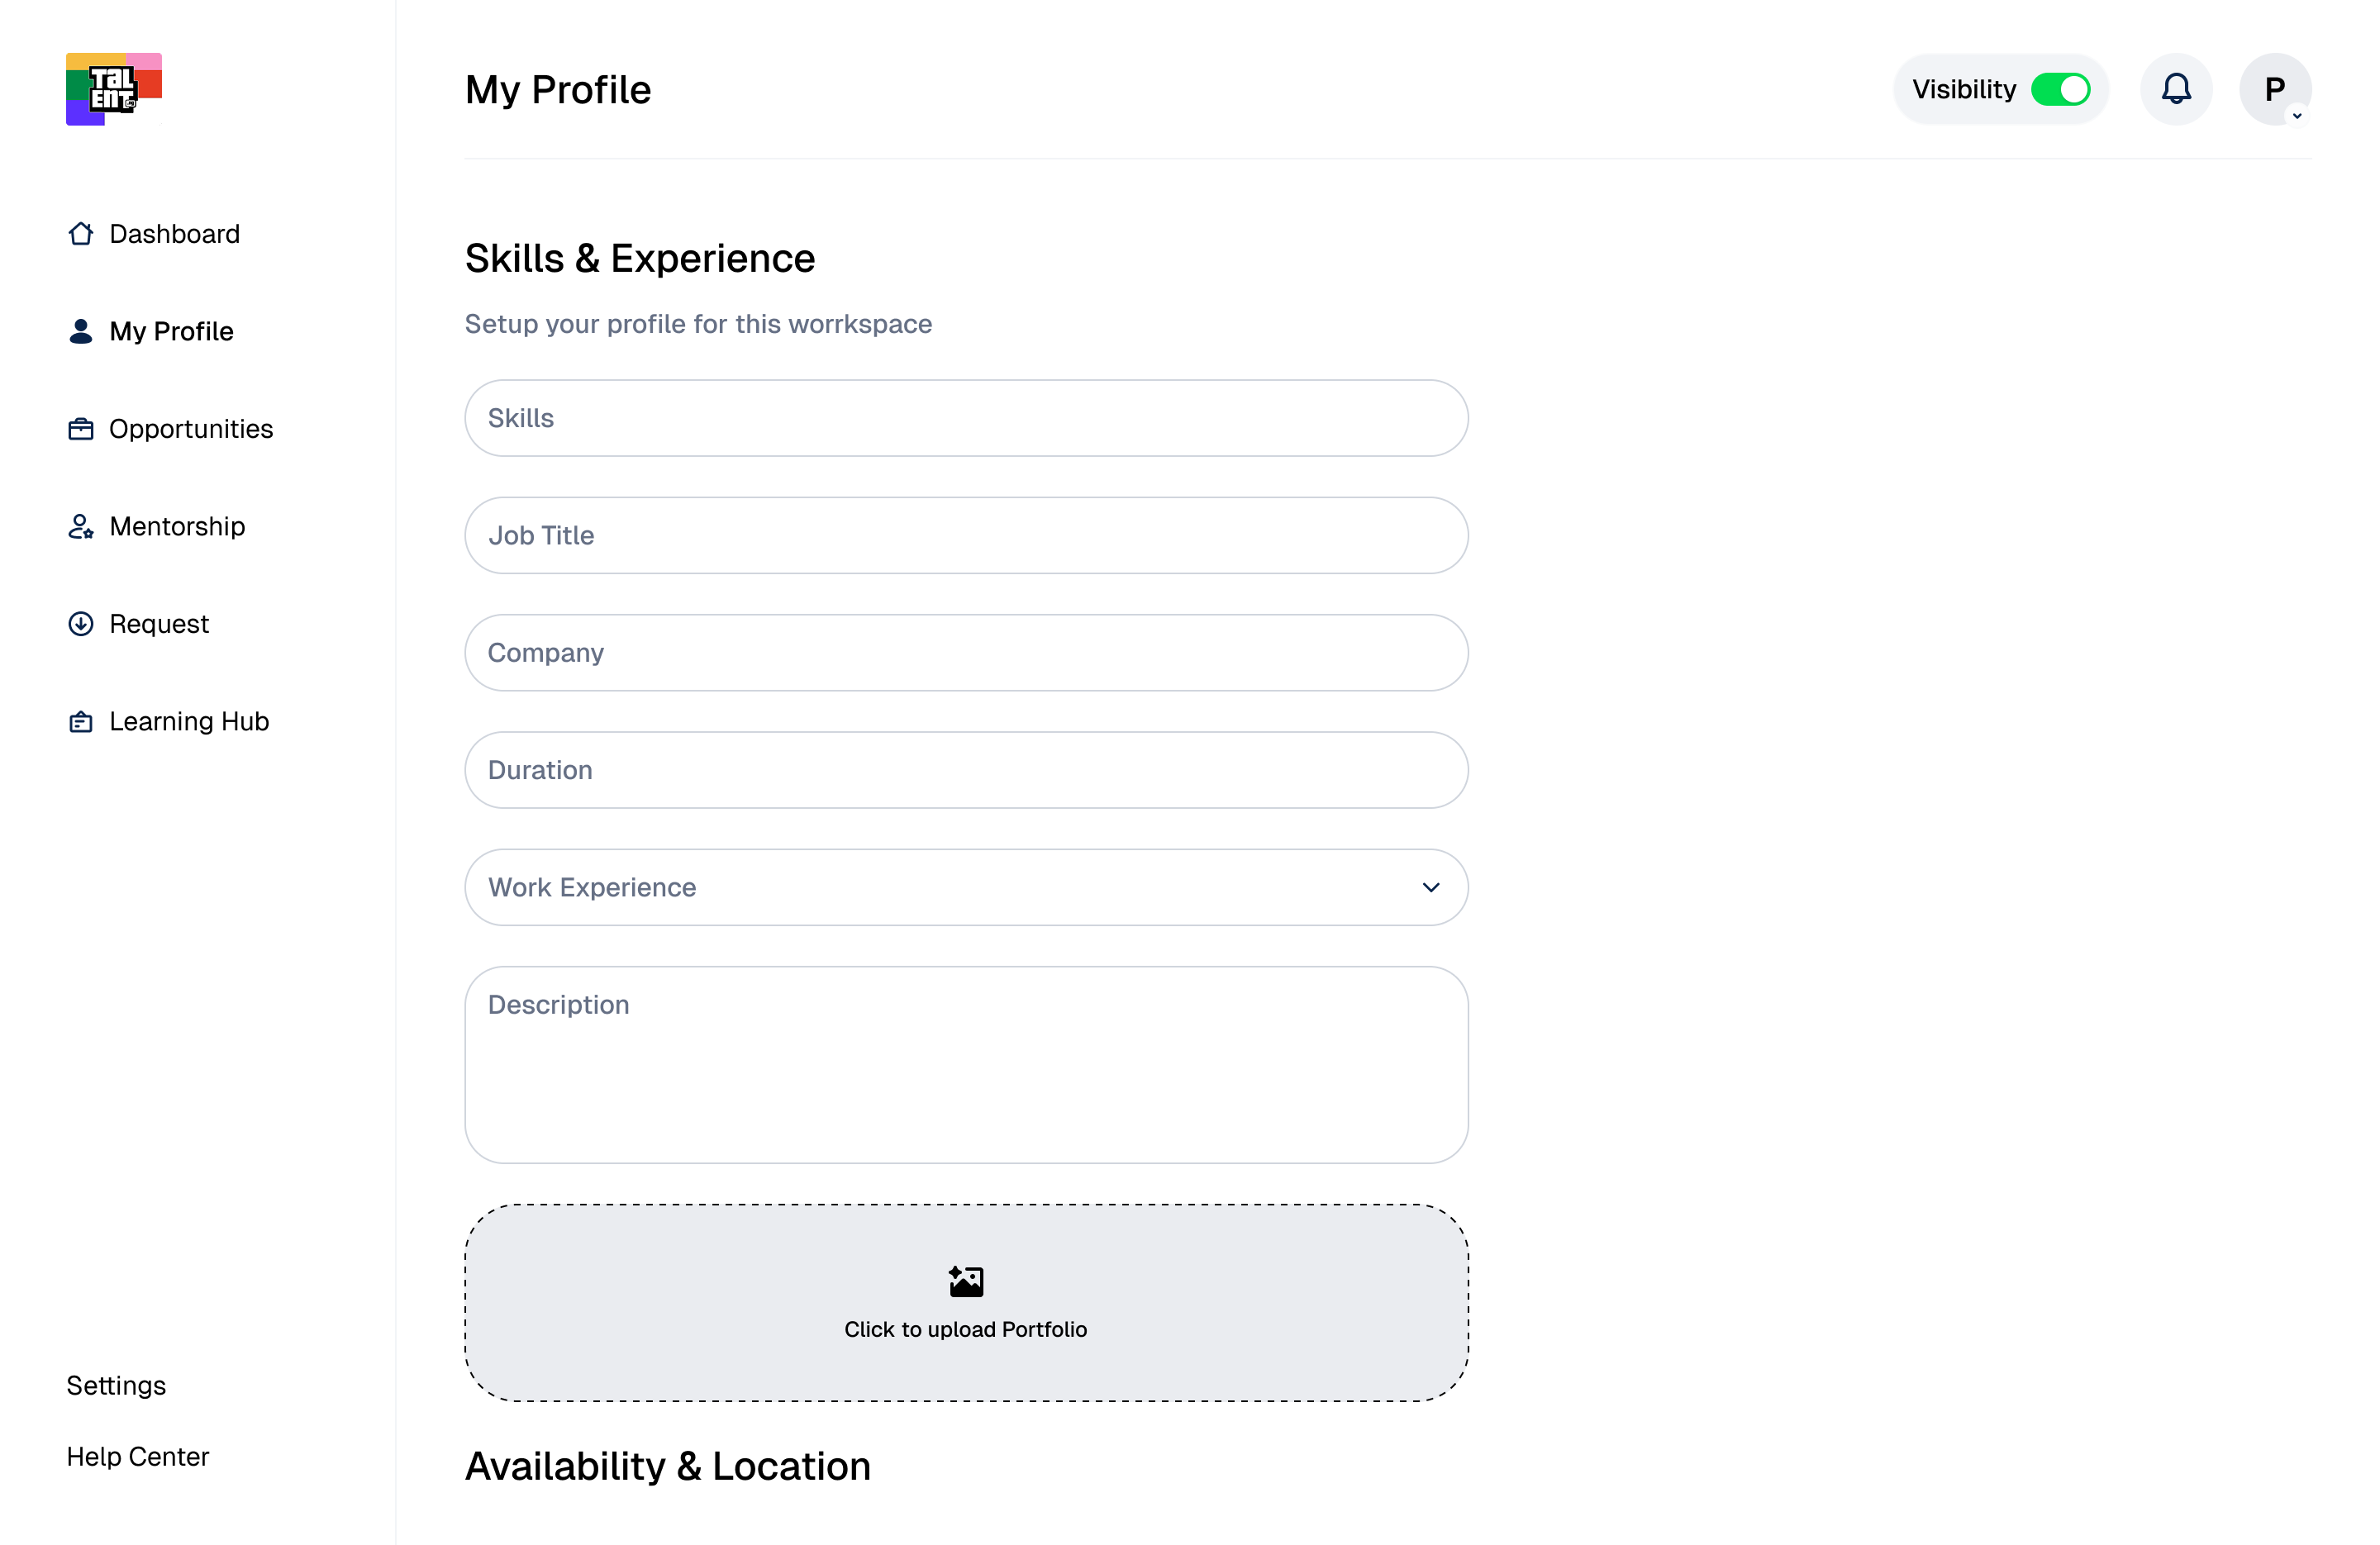 TaL
ENT
Dashboard
My Profile
Opportunities
Mentorship
Request
Learning Hub
Settings
Help Center
My Profile
Visibility
P
Skills & Experience
Setup your profile for this worrkspace
Skills
Job Title
Company
Duration
Work Experience
Description
Click to upload Portfolio
Availability & Location